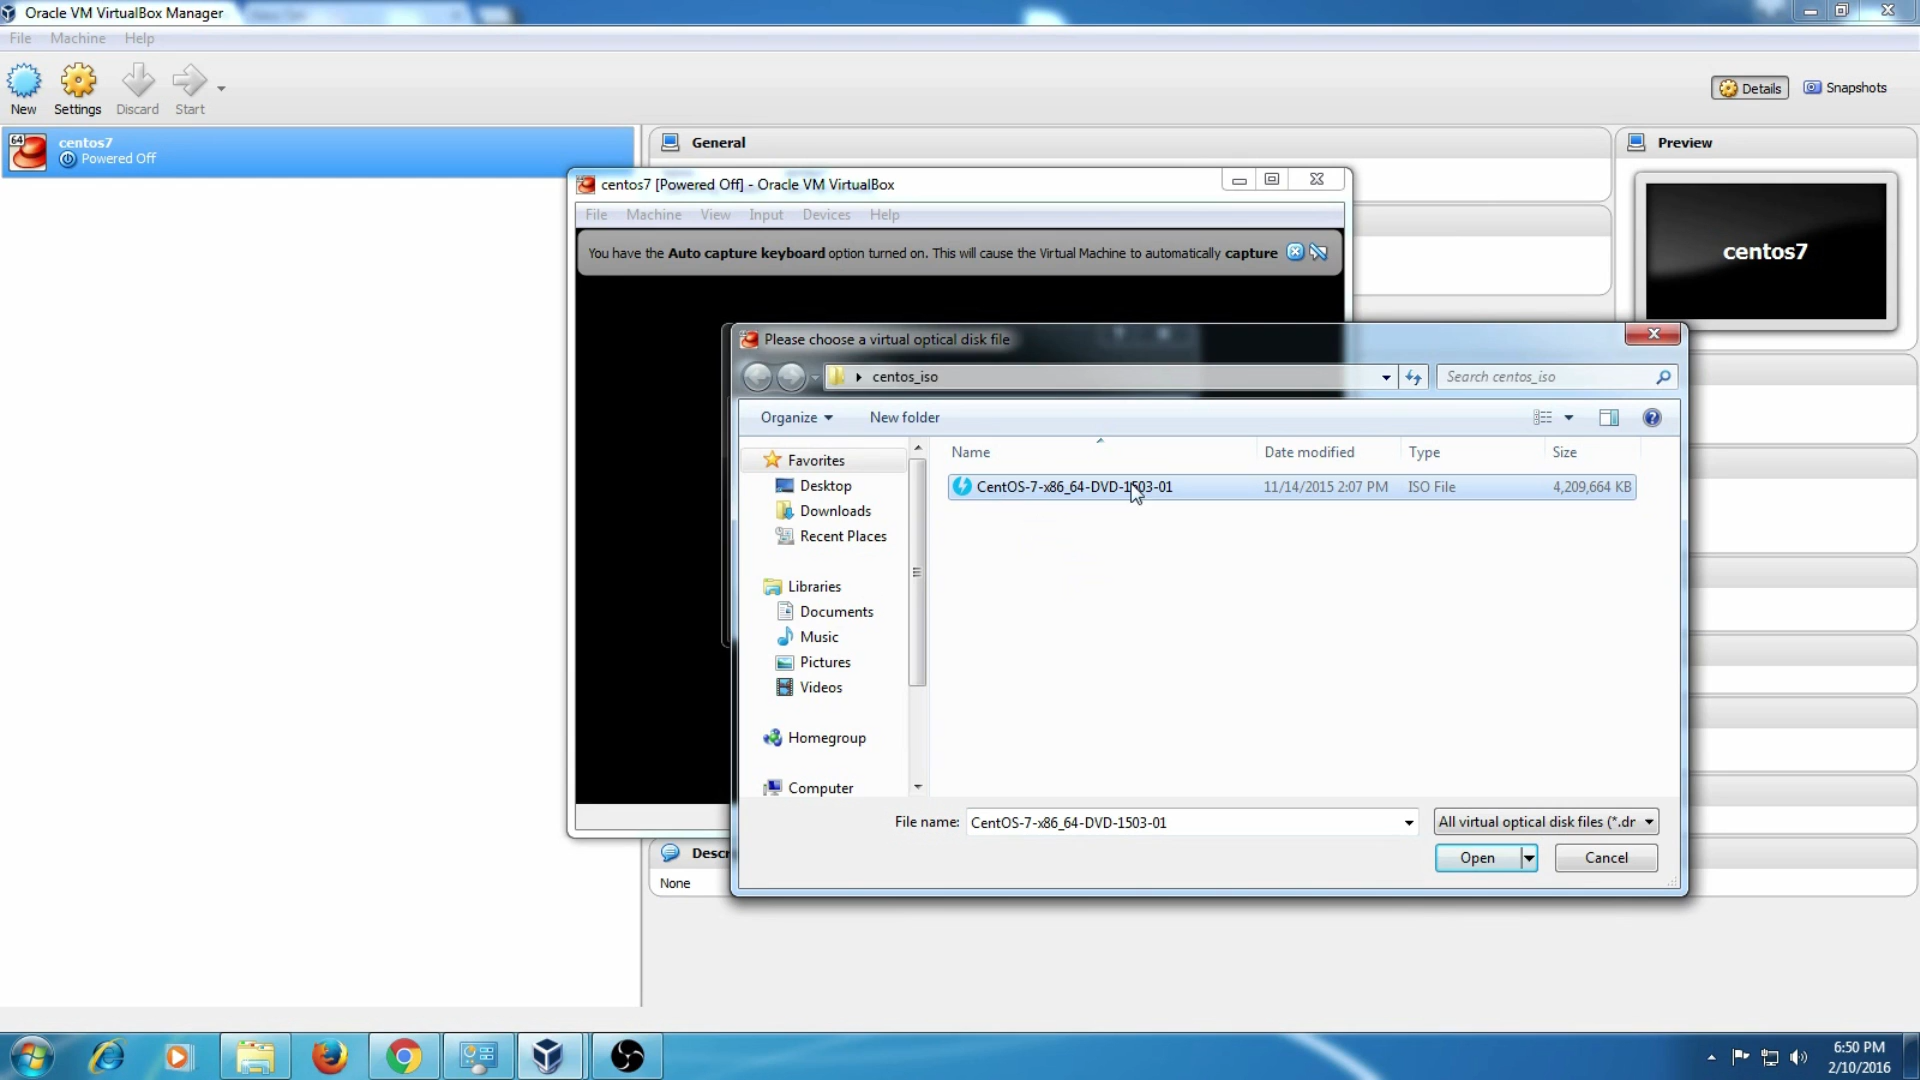 Oracle VM VirtualBox Manager
File Machine Help
New Settings Discard Start
Details Snapshots
64 centos7
Powered Off
General
Preview
centos7
centos7 [Powered Off] - Oracle VM VirtualBox
File Machine View Input Devices Help
You have the Auto capture keyboard option turned on. This will cause the Virtual Machine to automatically capture
Please choose a virtual optical disk file
centos_iso
Search centos_iso
Organize New folder
Name Date modified Type Size
CentOS-7-x86_64-DVD-1503-01 11/14/2015 2:07 PM ISO File 4,209,664 KB
Favorites
Desktop
Downloads
Recent Places
Libraries
Documents
Music
Pictures
Videos
Homegroup
Computer
File name: CentOS-7-x86_64-DVD-1503-01
All virtual optical disk files (*.dr
Open Cancel
Descr
None
6:50 PM
2/10/2016